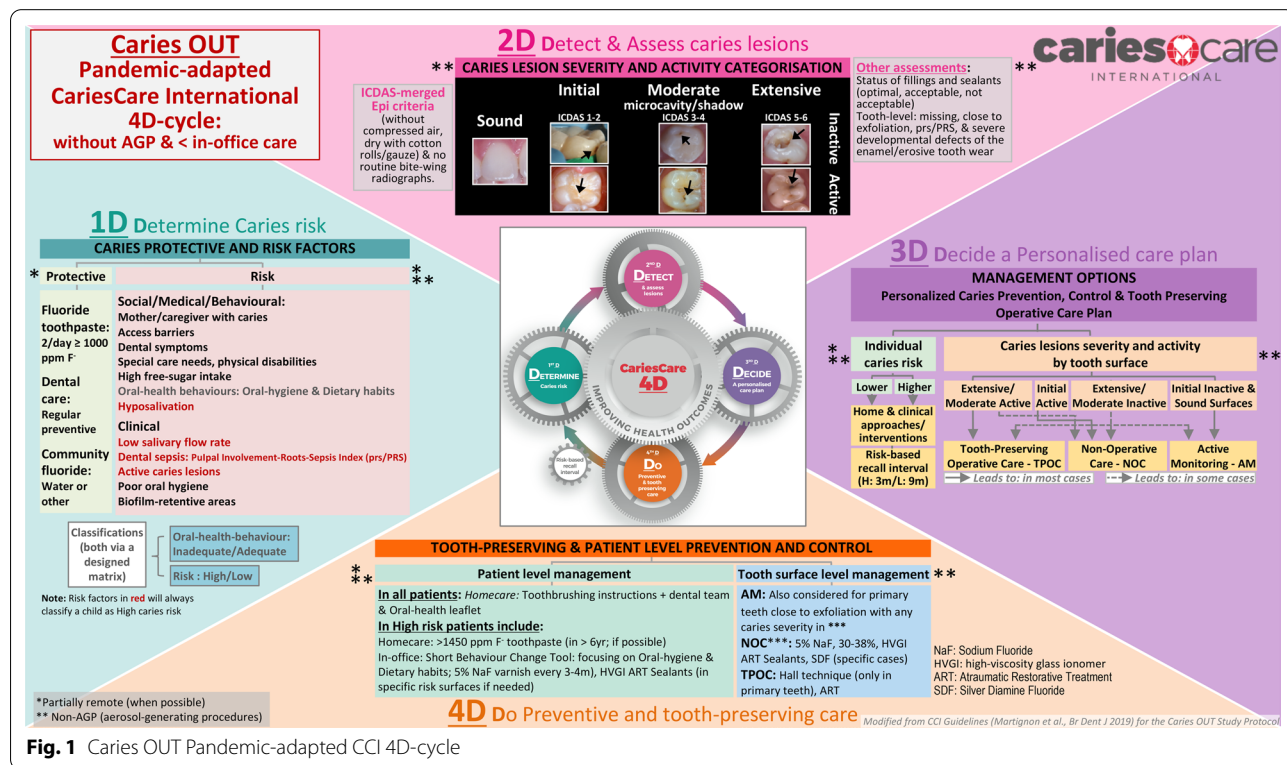 Caries OUT
Pandemic-adapted
CariesCare International
4D-cycle:
without AGP & < in-office care
2D Detect & Assess caries lesions
caries care
INTERNATIONAL
** CARIES LESION SEVERITY AND ACTIVITY CATEGORISATION
ICDAS-merged
Epi criteria
(without
compressed air,
dry with cotton
rolls/gauze) & no
routine bite-wing
radiographs.
Sound
Initial
ICDAS 1-2
Moderate
microcavity/shadow
ICDAS 3-4
Extensive
ICDAS 5-6
Inactive
Active
Other assessments: **
Status of fillings and sealants
(optimal, acceptable, not
acceptable)
Tooth-level: missing, close to
exfoliation, prs/PRS, & severe
developmental defects of the
enamel/erosive tooth wear
1D Determine Caries risk
CARIES PROTECTIVE AND RISK FACTORS
* Protective
Fluoride
toothpaste:
2/day ≥ 1000
ppm F-
Dental
care:
Regular
preventive
Community
fluoride:
Water or
other
Risk
*
**
Social/Medical/Behavioural:
Mother/caregiver with caries
Access barriers
Dental symptoms
Special care needs, physical disabilities
High free-sugar intake
Oral-health behaviours: Oral-hygiene & Dietary habits
Hyposalivation
Clinical
Low salivary flow rate
Dental sepsis: Pulpal Involvement-Roots-Sepsis Index (prs/PRS)
Active caries lesions
Poor oral hygiene
Biofilm-retentive areas
Classifications
(both via a
designed
matrix)
Oral-health-behaviour:
Inadequate/Adequate
Risk : High/Low
Note: Risk factors in red will always
classify a child as High caries risk
2ND D
DETECT
& assess
lesions
1ST D
DETERMINE
Caries risk
CariesCare
4D
IMPROVING HEALTH OUTCOMES
3RD D
DECIDE
A personalised
care plan
Risk-based
recall
interval
4TH D
DO
Preventive
& tooth
preserving
care
3D Decide a Personalised care plan
MANAGEMENT OPTIONS
Personalized Caries Prevention, Control & Tooth Preserving
Operative Care Plan
*
**
Individual
caries risk
Lower Higher
Home & clinical
approaches/
interventions
Risk-based
recall interval
(H: 3m/L: 9m)
Caries lesions severity and activity
by tooth surface
**
Extensive/
Moderate Active
Initial
Active
Extensive/
Moderate Inactive
Initial Inactive &
Sound Surfaces
Tooth-Preserving
Operative Care - TPOC
Non-Operative
Care - NOC
Active
Monitoring - AM
Leads to: in most cases
Leads to: in some cases
TOOTH-PRESERVING & PATIENT LEVEL PREVENTION AND CONTROL
*
**
Patient level management
In all patients: Homecare: Toothbrushing instructions + dental team
& Oral-health leaflet
In High risk patients include:
Homecare: >1450 ppm F- toothpaste (in > 6yr; if possible)
In-office: Short Behaviour Change Tool: focusing on Oral-hygiene &
Dietary habits; 5% NaF varnish every 3-4m), HVGI ART Sealants (in
specific risk surfaces if needed)
Tooth surface level management **
AM: Also considered for primary
teeth close to exfoliation with any
caries severity in ***
NOC***: 5% NaF, 30-38%, HVGI
ART Sealants, SDF (specific cases)
TPOC: Hall technique (only in
primary teeth), ART
NaF: Sodium Fluoride
HVGI: high-viscosity glass ionomer
ART: Atraumatic Restorative Treatment
SDF: Silver Diamine Fluoride
*Partially remote (when possible)
** Non-AGP (aerosol-generating procedures)
4D Do Preventive and tooth-preserving care
Modified from CCI Guidelines (Martignon et al., Br Dent J 2019) for the Caries OUT Study Protocol
Fig. 1 Caries OUT Pandemic-adapted CCI 4D-cycle